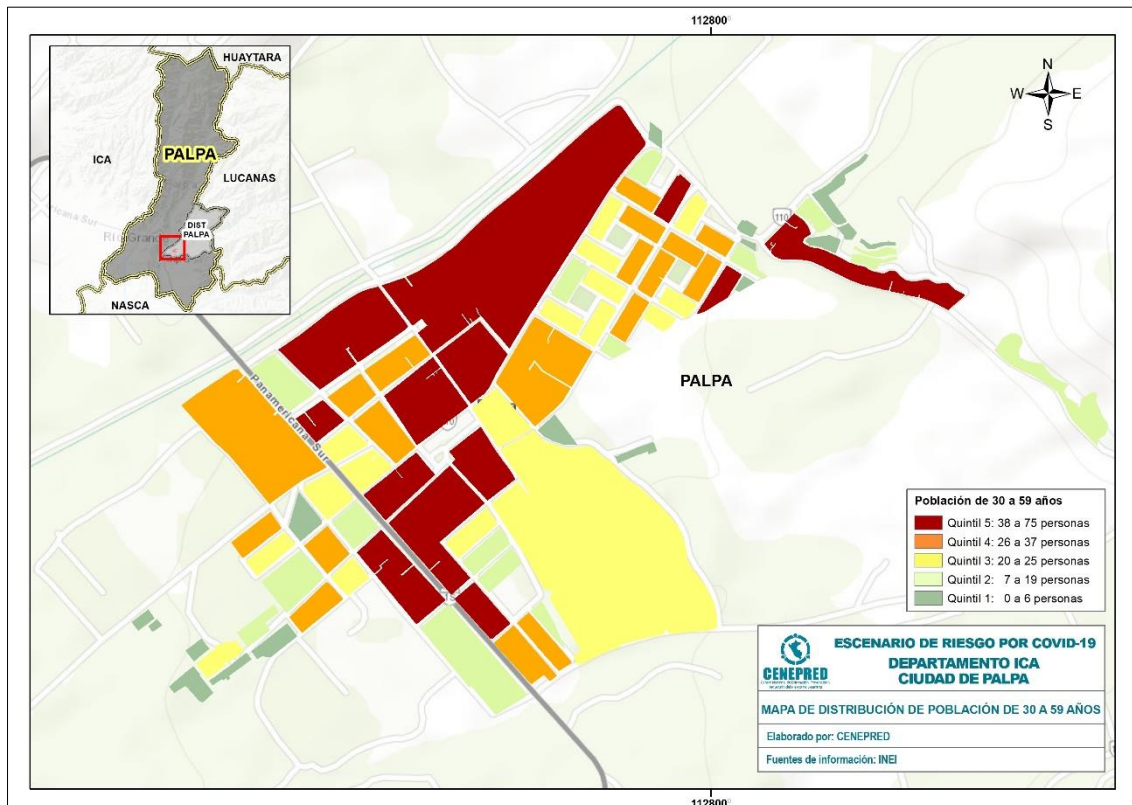 112800
HUAYTARA
PALPA
ICA
LUCANAS
DIST
PALPA
NASCA
N
W E
S
110
Panamericana Sur
PALPA
Población de 30 a 59 años
Quintil 5: 38 a 75 personas
Quintil 4: 26 a 37 personas
Quintil 3: 20 a 25 personas
Quintil 2: 7 a 19 personas
Quintil 1: 0 a 6 personas
CENEPRED
ESCENARIO DE RIESGO POR COVID-19
DEPARTAMENTO ICA
CIUDAD DE PALPA
MAPA DE DISTRIBUCIÓN DE POBLACIÓN DE 30 A 59 AÑOS
Elaborado por: CENEPRED
Fuentes de información: INEI
112800